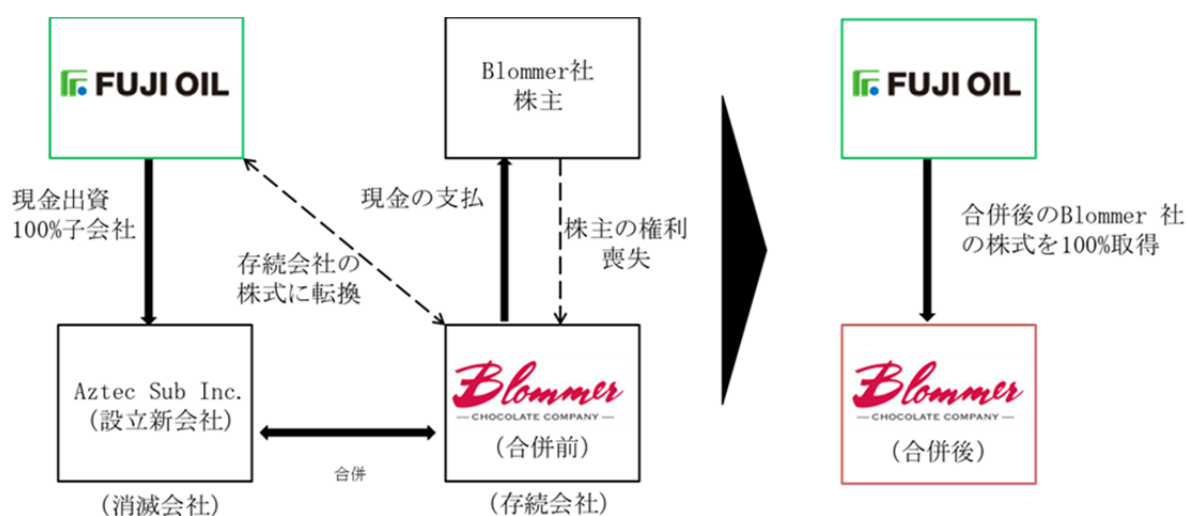 FUJI OIL
Blommer社
株主
FUJI OIL
現金出資
100%子会社
現金の支払
株主の権利
喪失
合併後のBlommer 社
の株式を100%取得
存続会社の
株式に転換
Aztec Sub Inc.
(設立新会社)
Blommer
CHOCOLATE COMPANY
(合併前)
Blommer
CHOCOLATE COMPANY
(合併後)
合併
(消滅会社)
(存続会社)